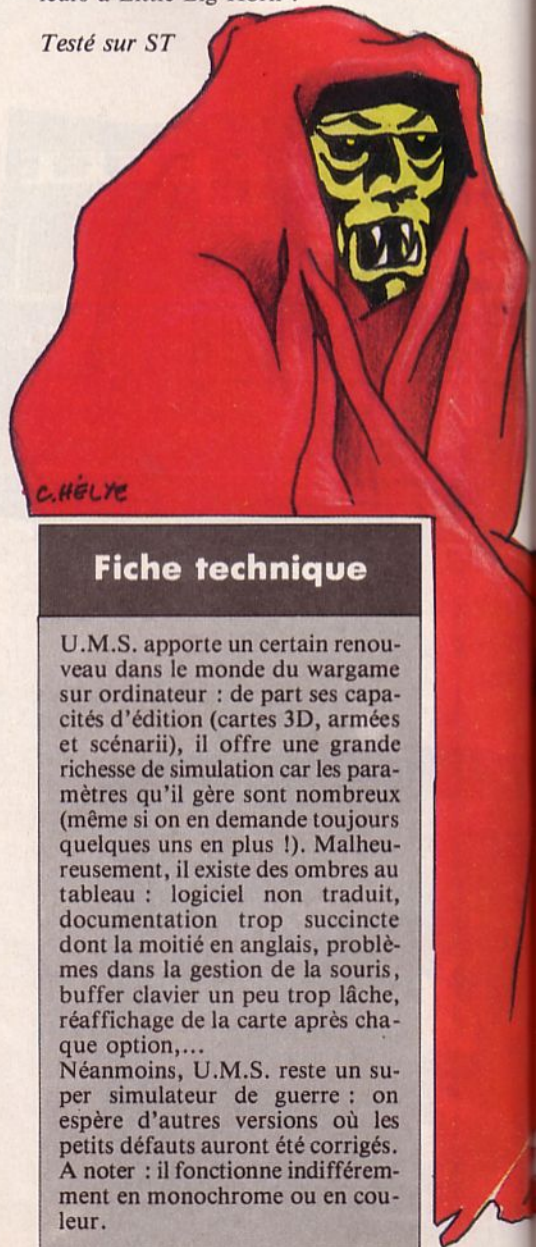 Testé sur ST
C.HÉLYE
Fiche technique
U.M.S. apporte un certain renou-
veau dans le monde du wargame
sur ordinateur : de part ses capa-
cités d'édition (cartes 3D, armées
et scénarii), il offre une grande
richesse de simulation car les para-
mètres qu'il gère sont nombreux
(même si on en demande toujours
quelques uns en plus !). Malheu-
reusement, il existe des ombres au
tableau : logiciel non traduit,
documentation trop succincte
dont la moitié en anglais, problè-
mes dans la gestion de la souris,
buffer clavier un peu trop lâche,
réaffichage de la carte après cha-
que option,...
Néanmoins, U.M.S. reste un su-
per simulateur de guerre : on
espère d'autres versions où les
petits défauts auront été corrigés.
A noter : il fonctionne indifférem-
ment en monochrome ou en cou-
leur.